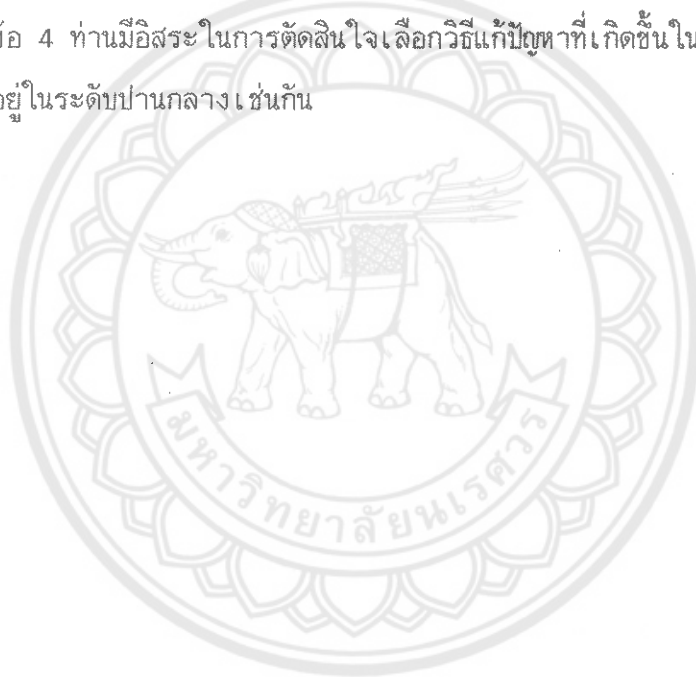 ข้อ 4 ท่านมีอิสระในการตัดสินใจเลือกวิธีแก้ปัญหาที่เกิดขึ้นใน
อยู่ในระดับปานกลางเช่นกัน
มหาวิทยาลัยนเรศวร